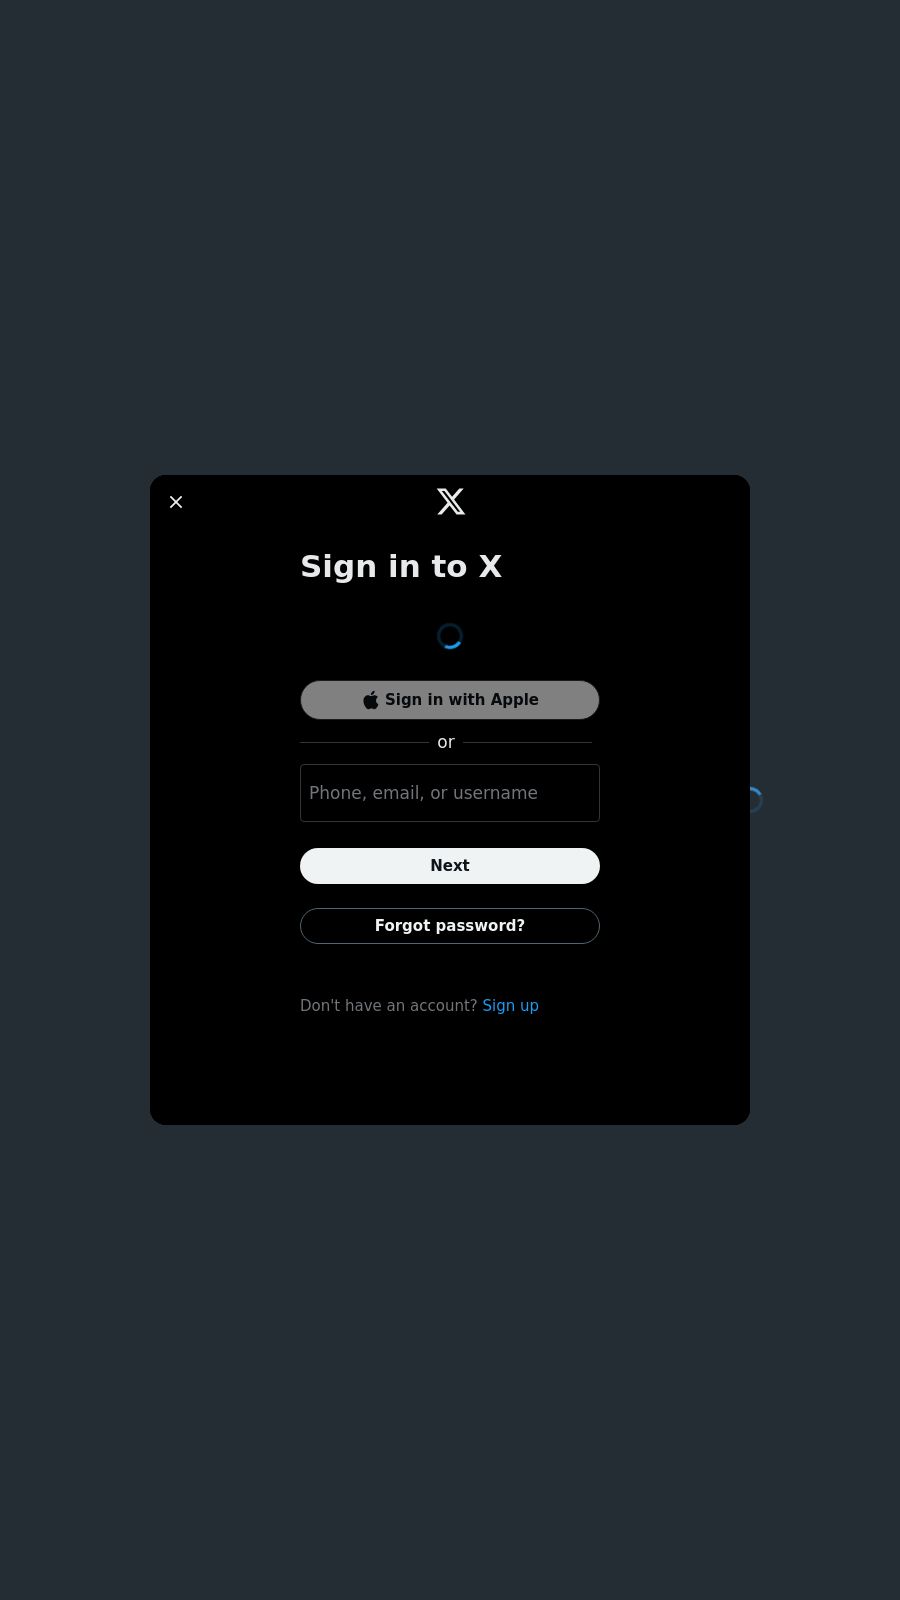 Sign in to X
Sign in with Apple
or
Phone, email, or username
Next
Forgot password?
Don't have an account? Sign up